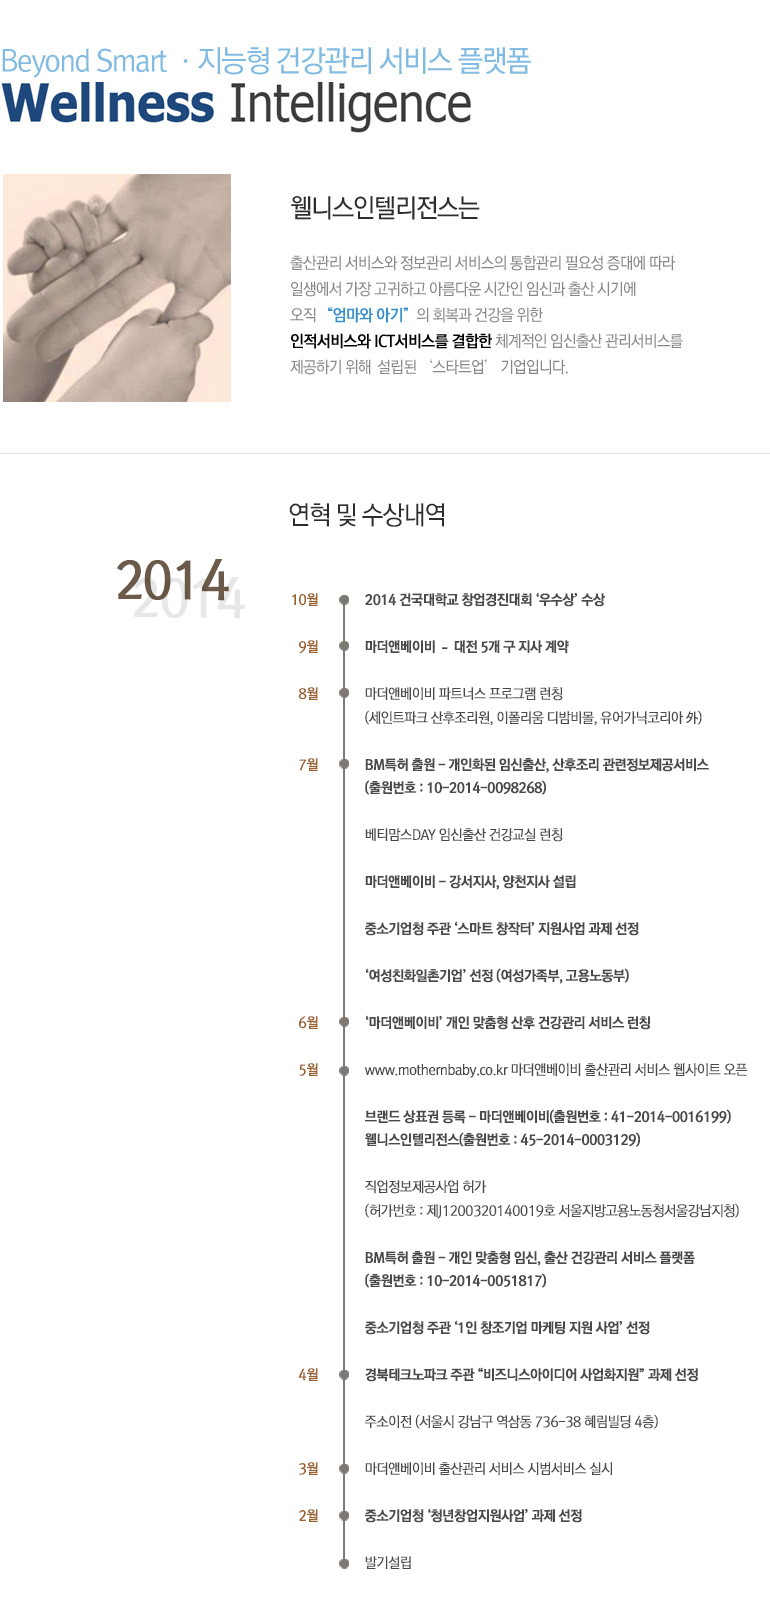 Beyond Smart · 지능형 건강관리 서비스 플랫폼
Wellness Intelligence
웰니스인텔리전스는
출산관리 서비스와 정보관리 서비스의 통합관리 필요성 증대에 따라
일생에서 가장 고귀하고 아름다운 시간인 임신과 출산 시기에
오직 “엄마와 아기” 의 회복과 건강을 위한
인적서비스와 ICT서비스를 결합한 체계적인 임신출산 관리서비스를
제공하기 위해 설립된 ‘스타트업’ 기업입니다.
연혁 및 수상내역
2014
10월 2014 건국대학교 창업경진대회 ‘우수상’ 수상
9월 마더앤베이비 - 대전 5개 구 지사 계약
8월 마더앤베이비 파트너스 프로그램 런칭
(세인트파크 산후조리원, 이폴리움 디밤비몰, 유어가닉코리아 外)
7월 BM특허 출원 - 개인화된 임신출산, 산후조리 관련정보제공서비스
(출원번호 : 10-2014-0098268)
베티맘스DAY 임신출산 건강교실 런칭
마더앤베이비 - 강서지사, 양천지사 설립
중소기업청 주관 ‘스마트 창작터’ 지원사업 과제 선정
‘여성친화일촌기업’ 선정 (여성가족부, 고용노동부)
6월 ‘마더앤베이비’ 개인 맞춤형 산후 건강관리 서비스 런칭
5월 www.mothernbaby.co.kr 마더앤베이비 출산관리 서비스 웹사이트 오픈
브랜드 상표권 등록 - 마더앤베이비(출원번호 : 41-2014-0016199)
웰니스인텔리전스(출원번호 : 45-2014-0003129)
직업정보제공사업 허가
(허가번호 : 제J1200320140019호 서울지방고용노동청서울강남지청)
BM특허 출원 - 개인 맞춤형 임신, 출산 건강관리 서비스 플랫폼
(출원번호 : 10-2014-0051817)
중소기업청 주관 ‘1인 창조기업 마케팅 지원 사업’ 선정
4월 경북테크노파크 주관 “비즈니스아이디어 사업화지원” 과제 선정
주소이전 (서울시 강남구 역삼동 736-38 혜림빌딩 4층)
3월 마더앤베이비 출산관리 서비스 시범서비스 실시
2월 중소기업청 ‘청년창업지원사업’ 과제 선정
발기설립